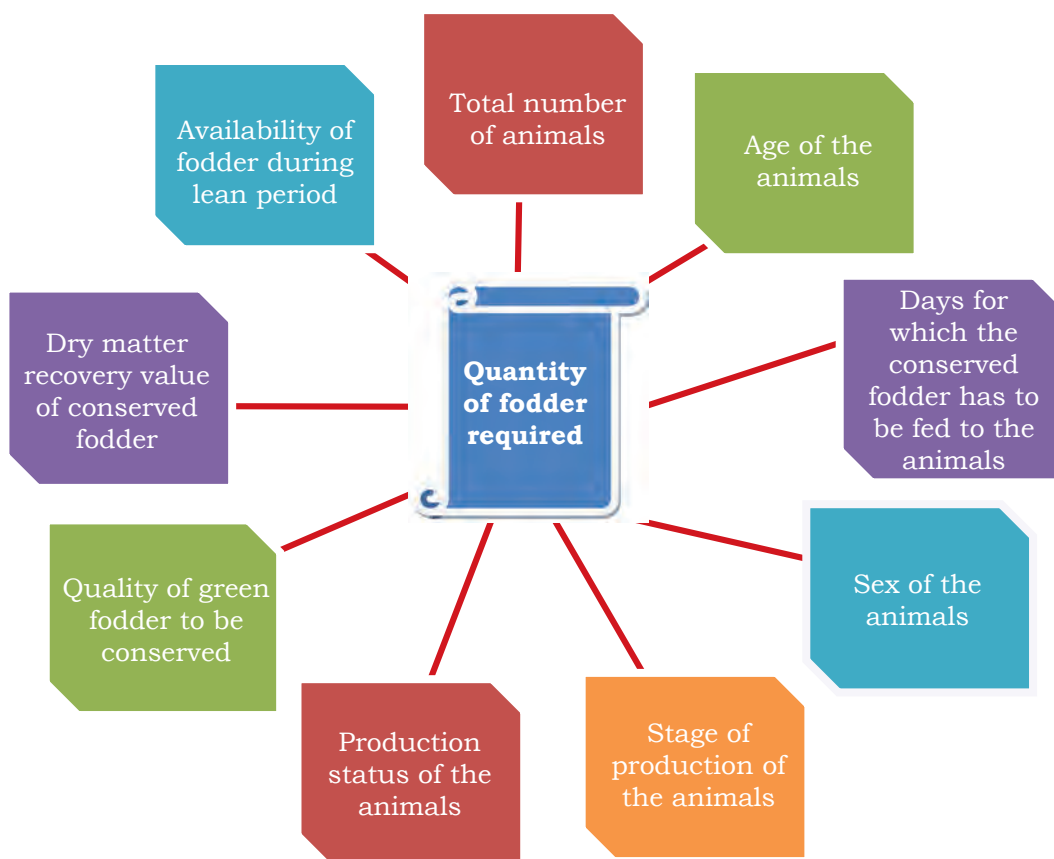 Total number
of animals
Age of the
animals
Days for
which the
conserved
fodder has to
be fed to the
animals
Sex of the
animals
Stage of
production of
the animals
Production
status of the
animals
Quality of green
fodder to be
conserved
Dry matter
recovery value
of conserved
fodder
Availability of
fodder during
lean period
Quantity
of fodder
required